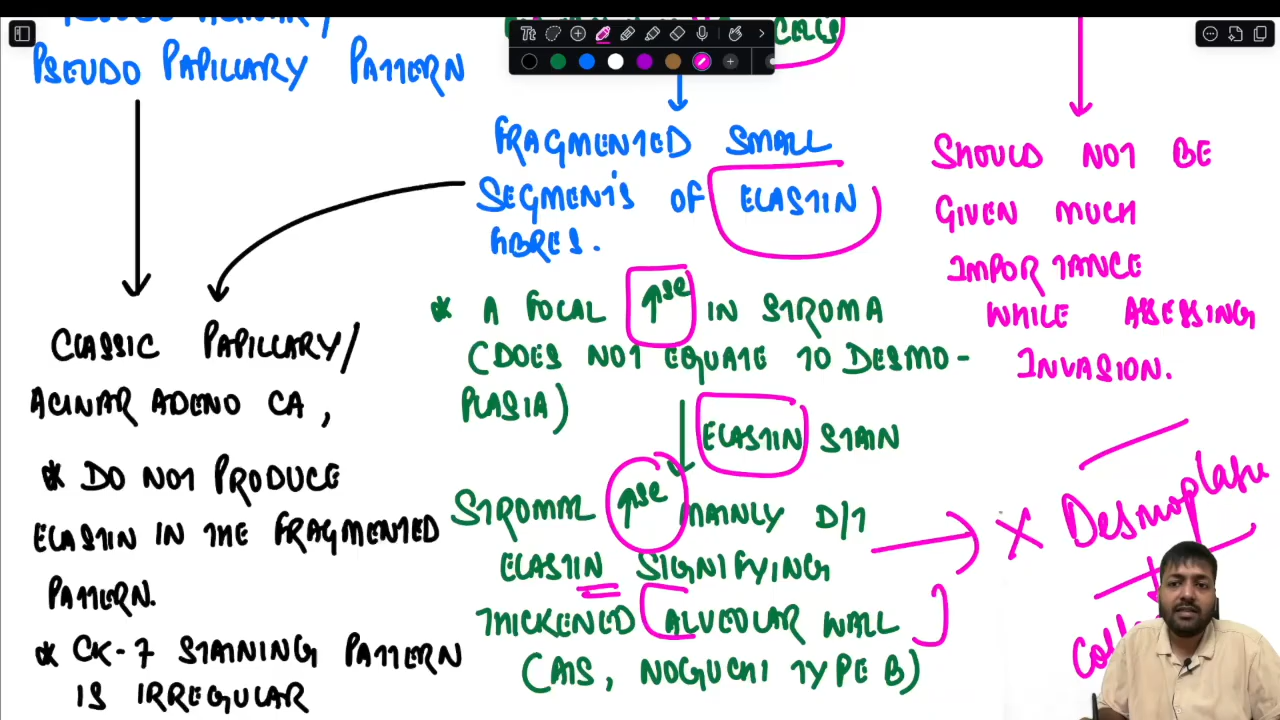 PSEUDO PAPILLARY PATTERN
CLASSIC PAPILLARY/
ACINAR ADENO CA,
* DO NOT PRODUCE
ELASTIN IN THE FRAGMENTED
PATTERN.
* CK-7 STAINING PATTERN
IS IRREGULAR
CELLS
FRAGMENTED SMALL
SEGMENTS OF ELASTIN
FIBRES.
* A FOCAL ↑se IN STROMA
(DOES NOT EQUATE TO DESMO-
PLASIA)
ELASTIN STAIN
STROMAL ↑se MAINLY D/T
ELASTIN SIGNIFYING
THICKENED ALVEOLAR WALL
(AIS, NOGUCHI TYPE B)
SHOULD NOT BE
GIVEN MUCH
IMPORTANCE
WHILE ASSESSING
INVASION.
X Desmoplasia
Tt